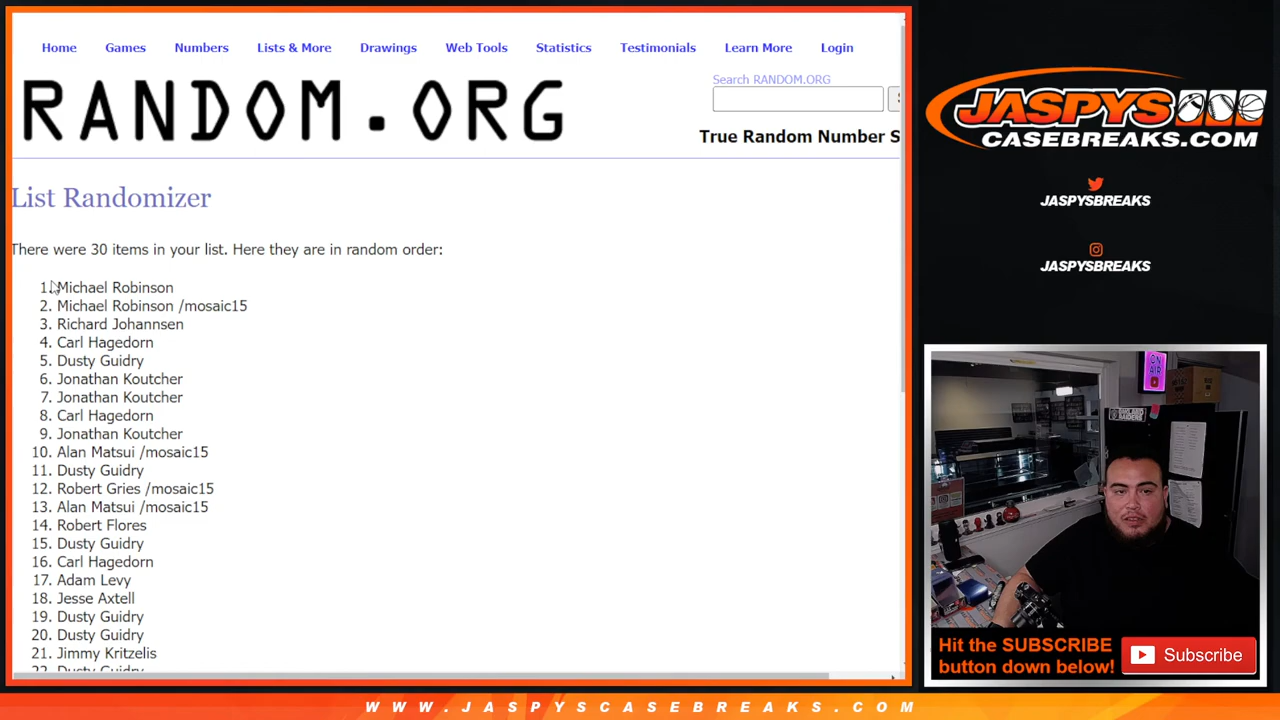 Home Games Numbers Lists & More Drawings Web Tools Statistics Testimonials Learn More Login
RANDOM.ORG
Search RANDOM.ORG
True Random Number S
List Randomizer
There were 30 items in your list. Here they are in random order:
1. Michael Robinson
2. Michael Robinson /mosaic15
3. Richard Johannsen
4. Carl Hagedorn
5. Dusty Guidry
6. Jonathan Koutcher
7. Jonathan Koutcher
8. Carl Hagedorn
9. Jonathan Koutcher
10. Alan Matsui /mosaic15
11. Dusty Guidry
12. Robert Gries /mosaic15
13. Alan Matsui /mosaic15
14. Robert Flores
15. Dusty Guidry
16. Carl Hagedorn
17. Adam Levy
18. Jesse Axtell
19. Dusty Guidry
20. Dusty Guidry
21. Jimmy Kritzelis
22. Dusty Guidry
JASPYS
CASEBREAKS.COM
JASPYSBREAKS
JASPYSBREAKS
ON
AIR
Hit the SUBSCRIBE
button down below!
Subscribe
WWW.JASPYSCASEBREAKS.COM